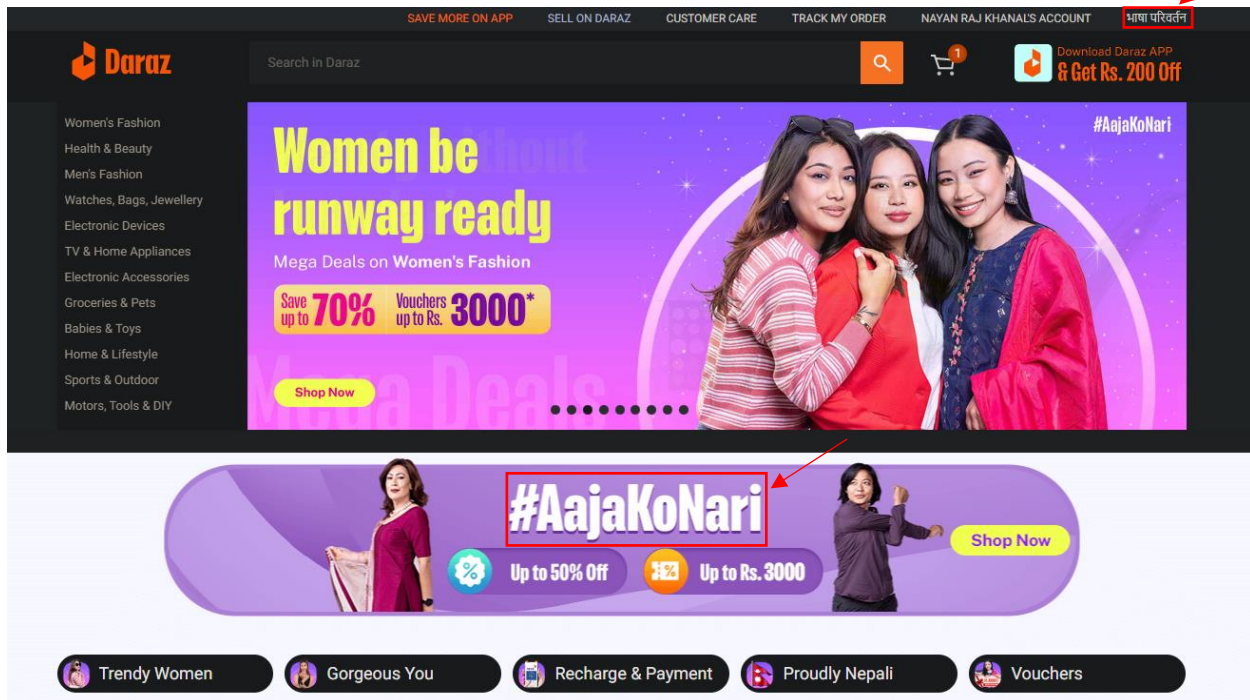 SAVE MORE ON APP SELL ON DARAZ CUSTOMER CARE TRACK MY ORDER NAYAN RAJ KHANAL'S ACCOUNT भाषा परिवर्तन
Daraz
Search in Daraz
1
Download Daraz APP
& Get Rs. 200 Off
Women's Fashion
Health & Beauty
Men's Fashion
Watches, Bags, Jewellery
Electronic Devices
TV & Home Appliances
Electronic Accessories
Groceries & Pets
Babies & Toys
Home & Lifestyle
Sports & Outdoor
Motors, Tools & DIY
#AajaKoNari
Women be
runway ready
Mega Deals on Women's Fashion
Save up to 70% Vouchers up to Rs. 3000*
Mega Deals
Shop Now
#AajaKoNari
% Up to 50% Off % Up to Rs. 3000
Shop Now
Trendy Women Gorgeous You Recharge & Payment Proudly Nepali Vouchers